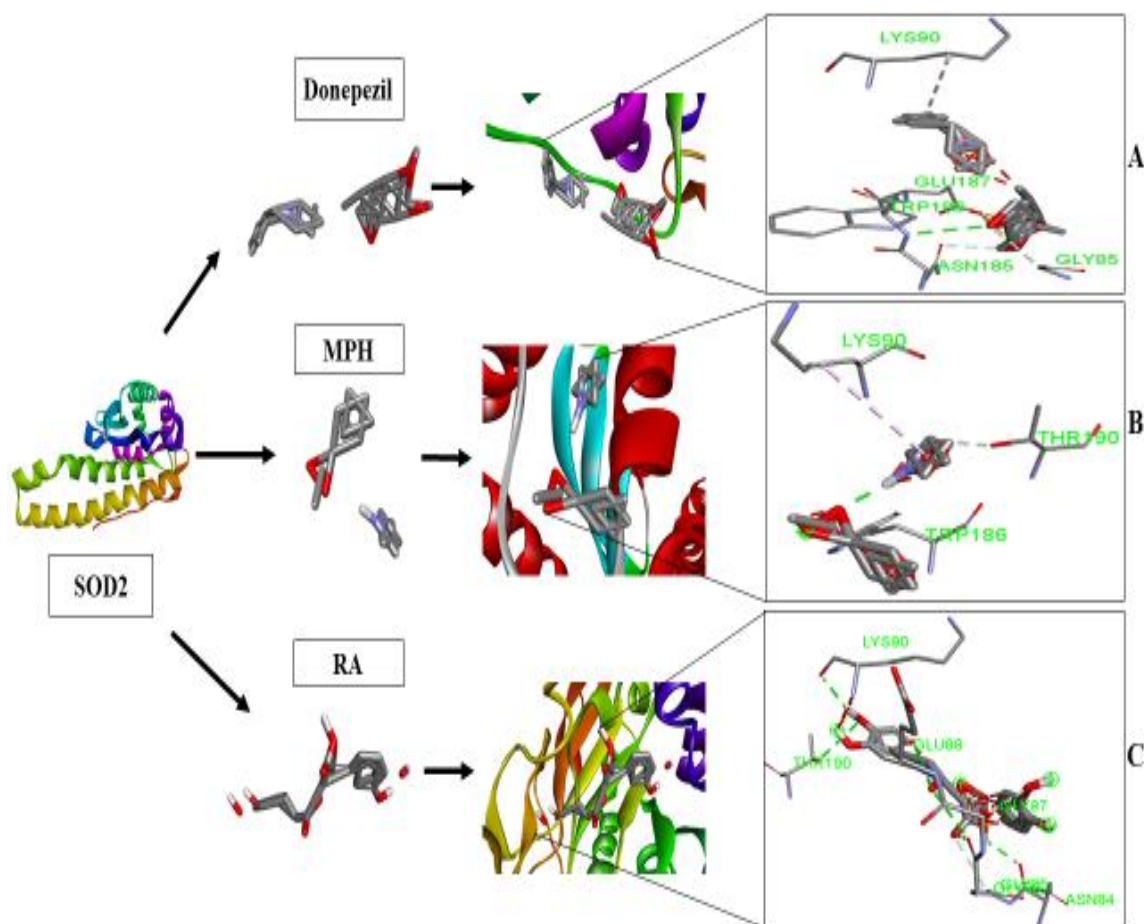 Donepezil
LYS90
GLU187
ASN185
GLY85
A
MPH
LYS90
THR190
TRP186
B
SOD2
RA
LYS90
THR190
GLU88
ASN84
C